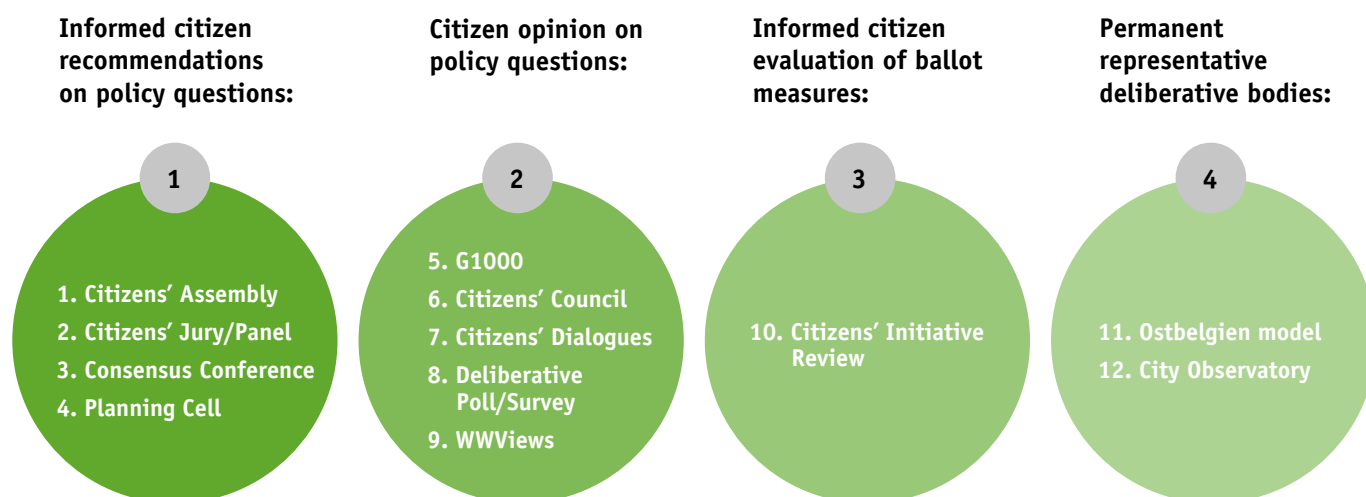 Informed citizen
recommendations
on policy questions:
1
1. Citizens’ Assembly
2. Citizens’ Jury/Panel
3. Consensus Conference
4. Planning Cell
Citizen opinion on
policy questions:
2
5. G1000
6. Citizens’ Council
7. Citizens’ Dialogues
8. Deliberative
Poll/Survey
9. WWViews
Informed citizen
evaluation of ballot
measures:
3
10. Citizens’ Initiative
Review
Permanent
representative
deliberative bodies:
4
11. Ostbelgien model
12. City Observatory